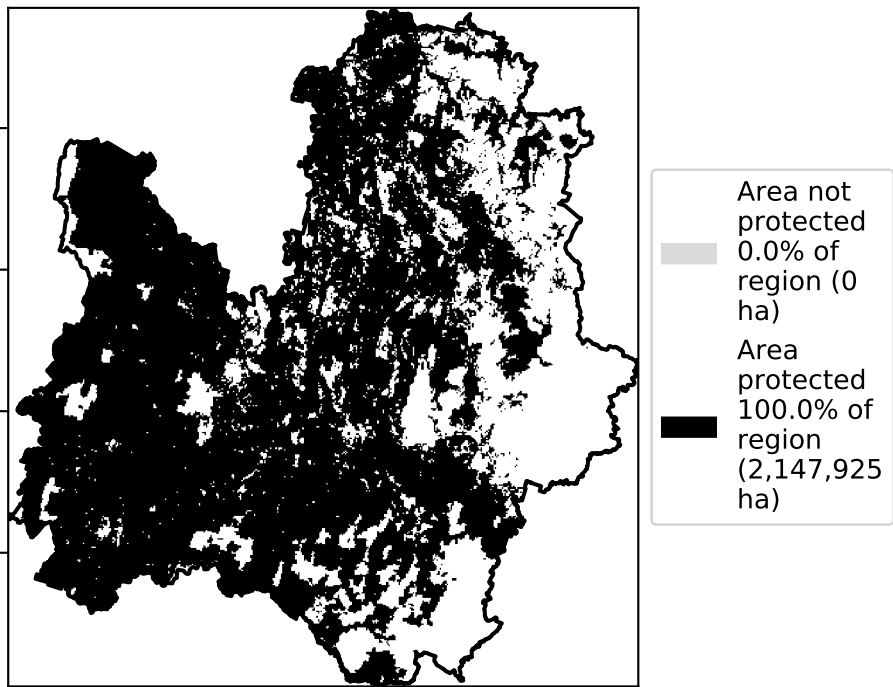 Area not
protected
0.0% of
region (0
ha)
Area
protected
100.0% of
region
(2,147,925
ha)